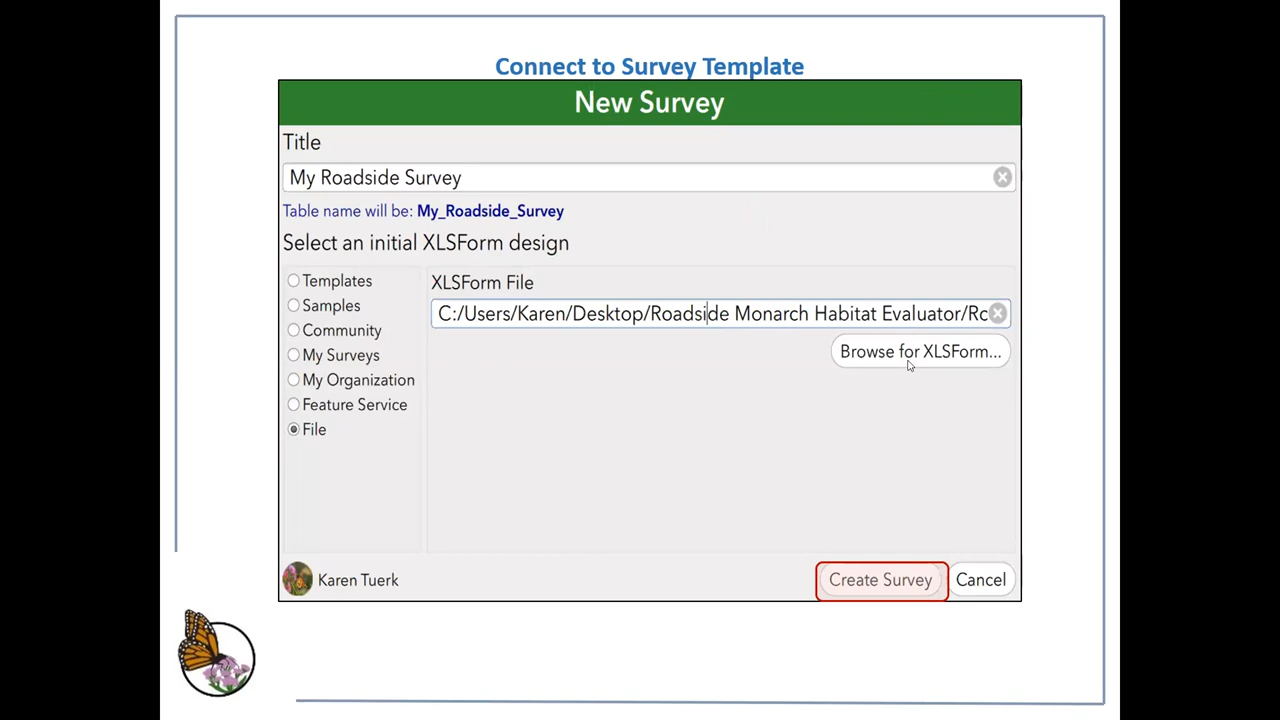 Connect to Survey Template
New Survey
Title
My Roadside Survey
Table name will be: My_Roadside_Survey
Select an initial XLSForm design
Templates
Samples
Community
My Surveys
My Organization
Feature Service
File
XLSForm File
C:/Users/Karen/Desktop/Roadside Monarch Habitat Evaluator/Rc
Browse for XLSForm...
Karen Tuerk
Create Survey
Cancel